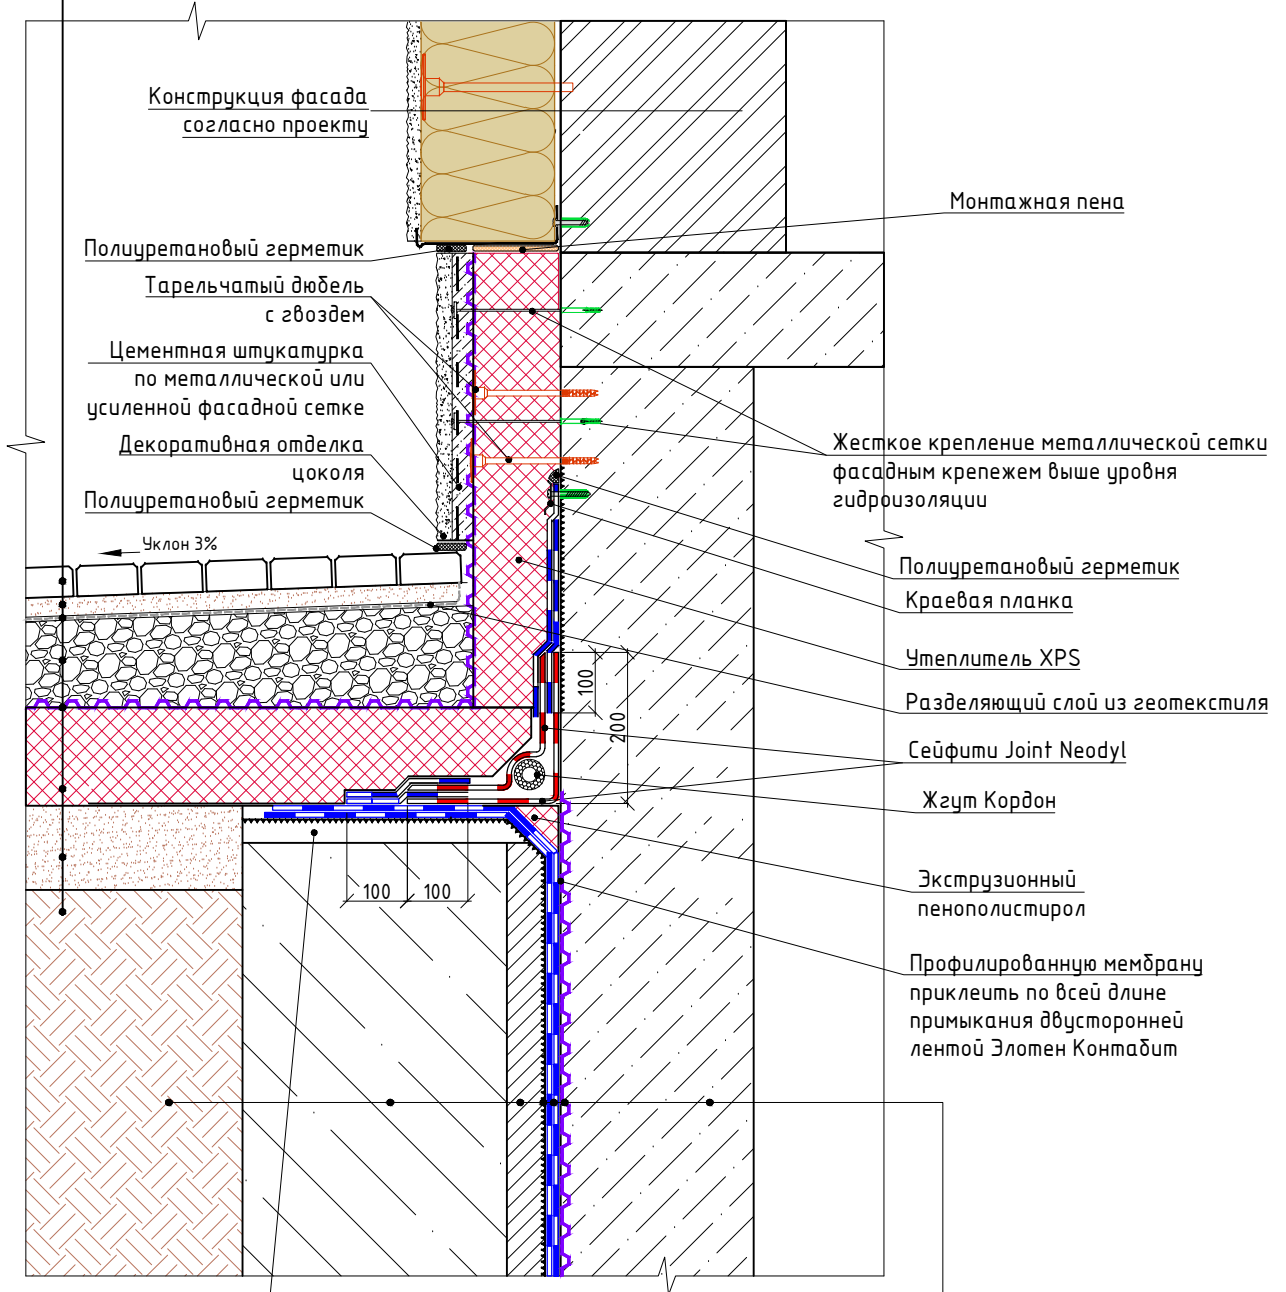 Конструкция фасада
согласно проекту
Полиуретановый герметик
Тарельчатый дюбель
с гвоздем
Цементная штукатурка
по металлической или
усиленной фасадной сетке
Декоративная отделка
цоколя
Полиуретановый герметик
Уклон 3%
Монтажная пена
Жесткое крепление металлической сетки
фасадным крепежем выше уровня
гидроизоляции
Полиуретановый герметик
Краевая планка
Утеплитель XPS
Разделяющий слой из геотекстиля
Сейфити Joint Neodyl
Жгут Кордон
Экструзионный
пенополистирол
Профилированную мембрану
приклеить по всей длине
примыкания двусторонней
лентой Элотен Контабит
100
200
100
100